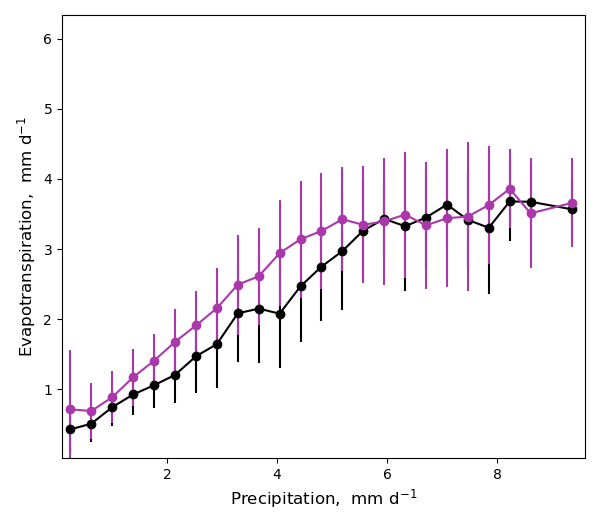 6
5
4
3
2
1
2 4 6 8
Evapotranspiration, mm d⁻¹
Precipitation, mm d⁻¹